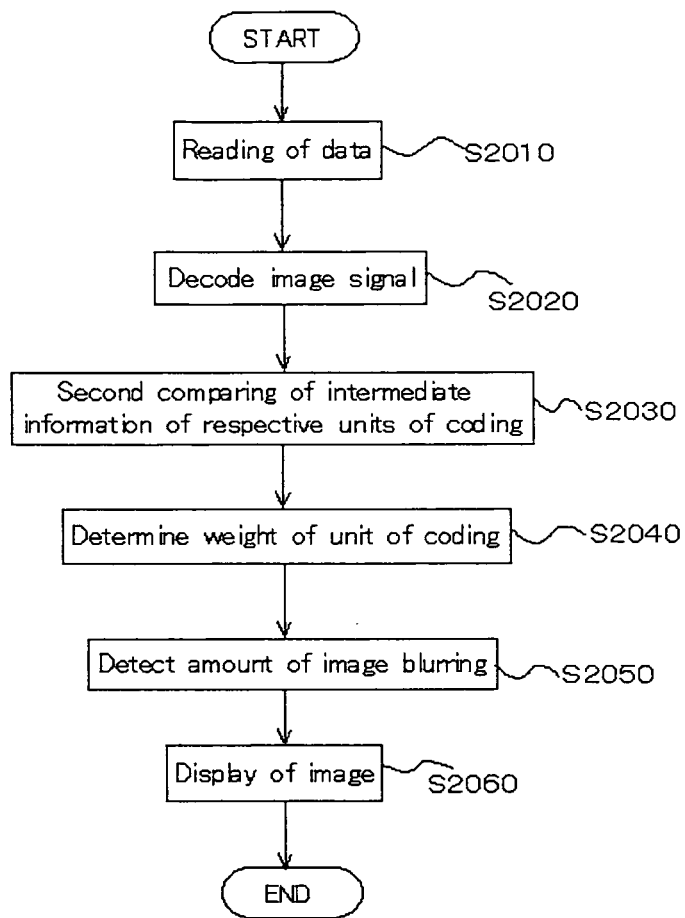 START
Reading of data
S2010
Decode image signal
S2020
Second comparing of intermediate
information of respective units of coding
S2030
Determine weight of unit of coding
S2040
Detect amount of image blurring
S2050
Display of image
S2060
END